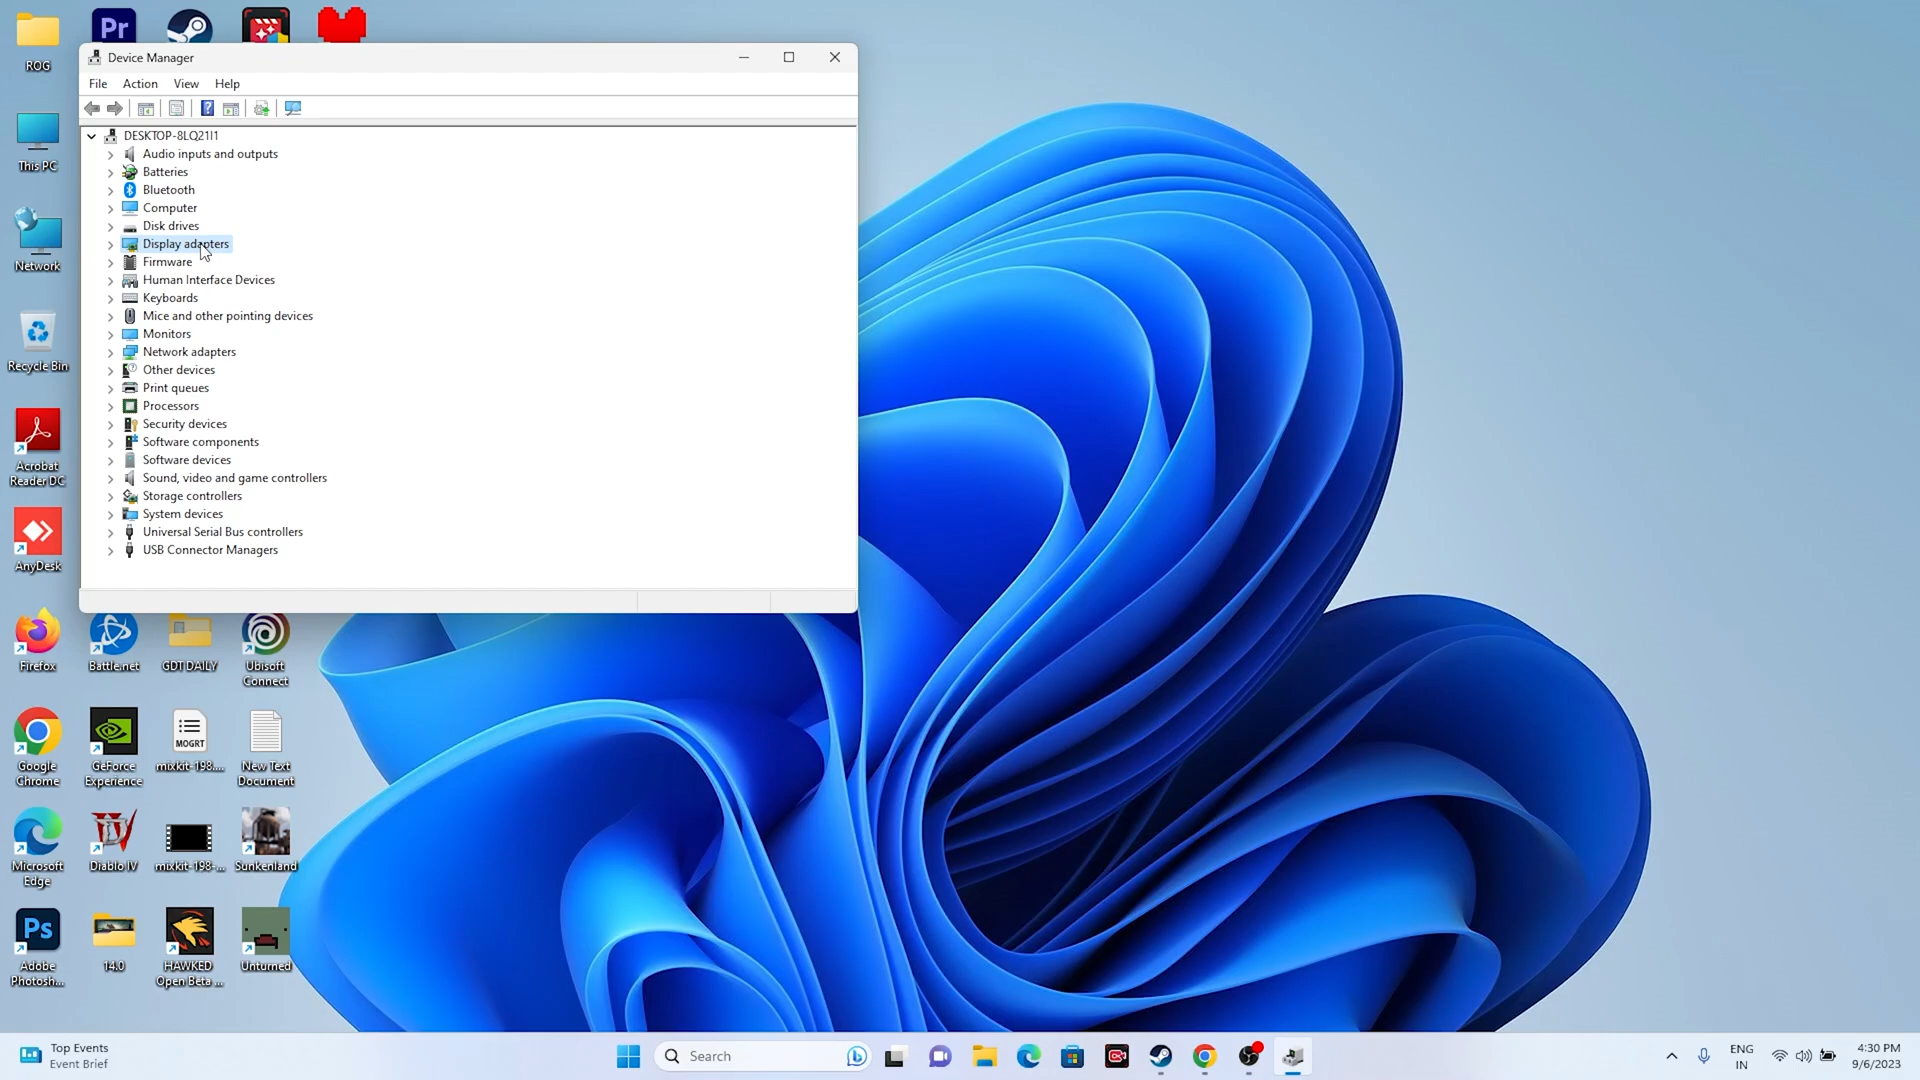 Pr
ROG
Device Manager
File Action View Help
DESKTOP-8LQ21I1
Audio inputs and outputs
Batteries
Bluetooth
Computer
Disk drives
Display adapters
Firmware
Human Interface Devices
Keyboards
Mice and other pointing devices
Monitors
Network adapters
Other devices
Print queues
Processors
Security devices
Software components
Software devices
Sound, video and game controllers
Storage controllers
System devices
Universal Serial Bus controllers
USB Connector Managers
This PC
Network
Recycle Bin
Acrobat
Reader DC
AnyDesk
Firefox
Battle.net
GDT DAILY
Ubisoft
Connect
MOGRT
Google
Chrome
GeForce
Experience
mixkit-198....
New Text
Document
Microsoft
Edge
Diablo IV
mixkit-198-...
Sunkenland
Ps
Adobe
Photosh...
14.0
HAWKED
Open Beta ...
Unturned
Top Events
Event Brief
Search
ENG
IN
4:30 PM
9/6/2023